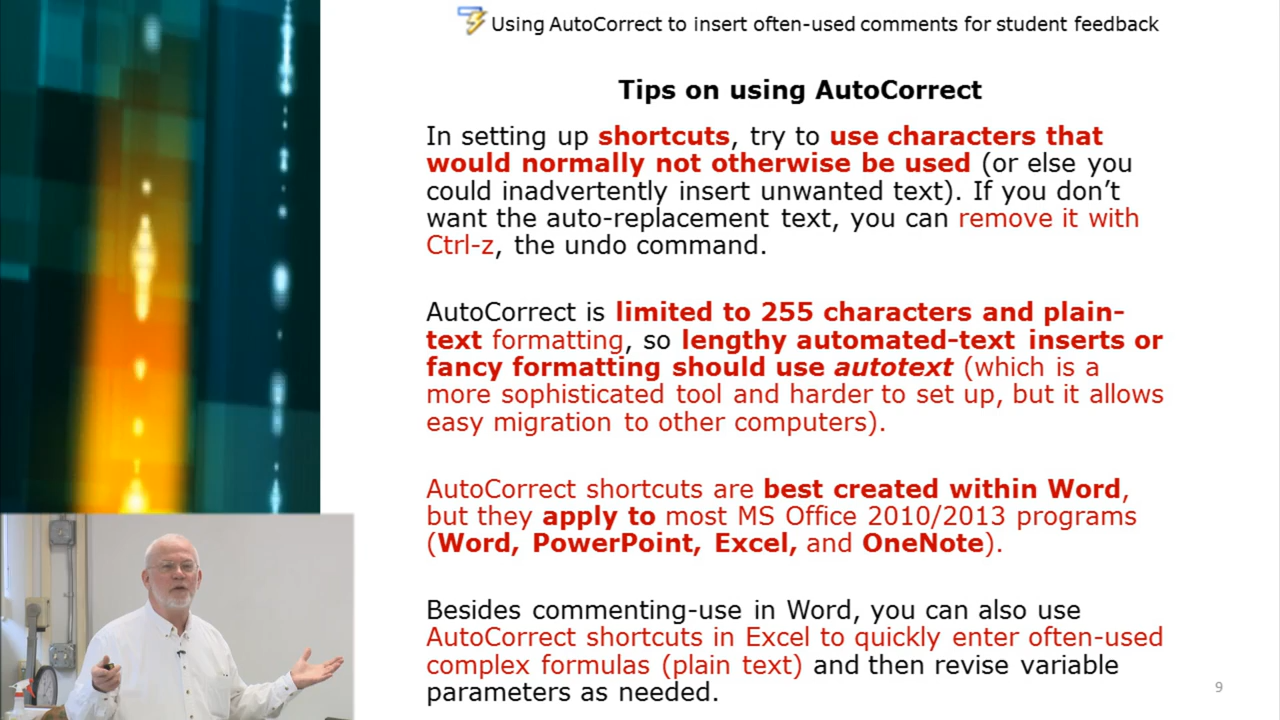 Using AutoCorrect to insert often-used comments for student feedback
Tips on using AutoCorrect
In setting up shortcuts, try to use characters that
would normally not otherwise be used (or else you
could inadvertently insert unwanted text). If you don’t
want the auto-replacement text, you can remove it with
Ctrl-z, the undo command.
AutoCorrect is limited to 255 characters and plain-
text formatting, so lengthy automated-text inserts or
fancy formatting should use autotext (which is a
more sophisticated tool and harder to set up, but it allows
easy migration to other computers).
AutoCorrect shortcuts are best created within Word,
but they apply to most MS Office 2010/2013 programs
(Word, PowerPoint, Excel, and OneNote).
Besides commenting-use in Word, you can also use
AutoCorrect shortcuts in Excel to quickly enter often-used
complex formulas (plain text) and then revise variable
parameters as needed.
9